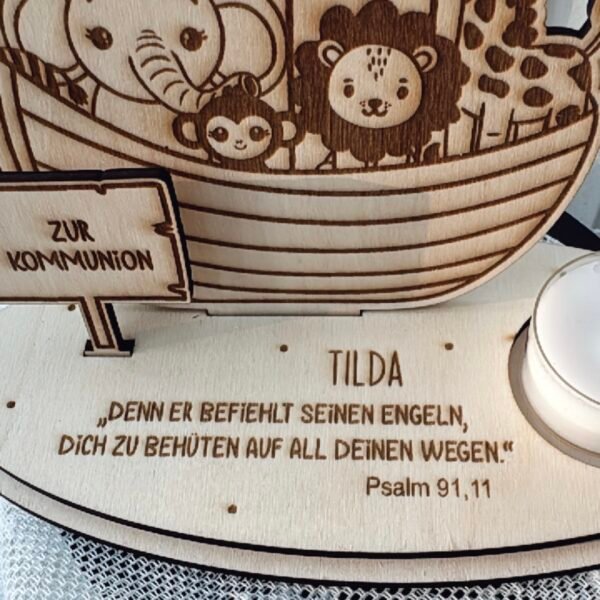 ZUR
KOMMUNION
TILDA
„DENN ER BEFIEHLT SEINEN ENGELN,
DICH ZU BEHÜTEN AUF ALL DEINEN WEGEN.“
Psalm 91,11